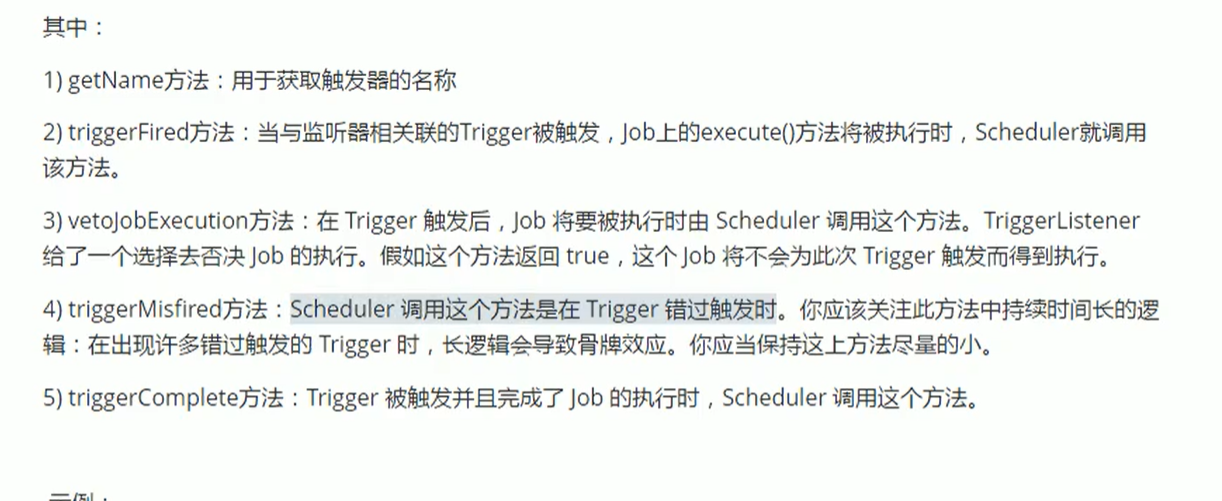 其中：
1) getName方法：用于获取触发器的名称
2) triggerFired方法：当与监听器相关联的Trigger被触发，Job上的execute()方法将被执行时，Scheduler就调用
该方法。
3) vetoJobExecution方法：在 Trigger 触发后，Job 将要被执行时由 Scheduler 调用这个方法。TriggerListener
给了一个选择去否决 Job 的执行。假如这个方法返回 true，这个 Job 将不会为此次 Trigger 触发而得到执行。
4) triggerMisfired方法：Scheduler 调用这个方法是在 Trigger 错过触发时。你应该关注此方法中持续时间长的逻
辑：在出现许多错过触发的 Trigger 时，长逻辑会导致骨牌效应。你应当保持这上方法尽量的小。
5) triggerComplete方法：Trigger 被触发并且完成了 Job 的执行时，Scheduler 调用这个方法。
示例：